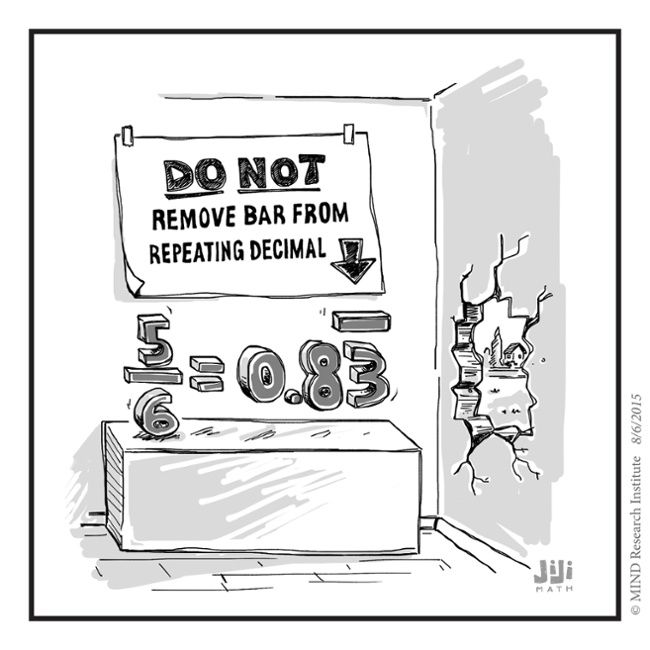 DO NOT
REMOVE BAR FROM
REPEATING DECIMAL
5/6 = 0.83̅
JiJi
MATH
© MIND Research Institute 8/6/2015